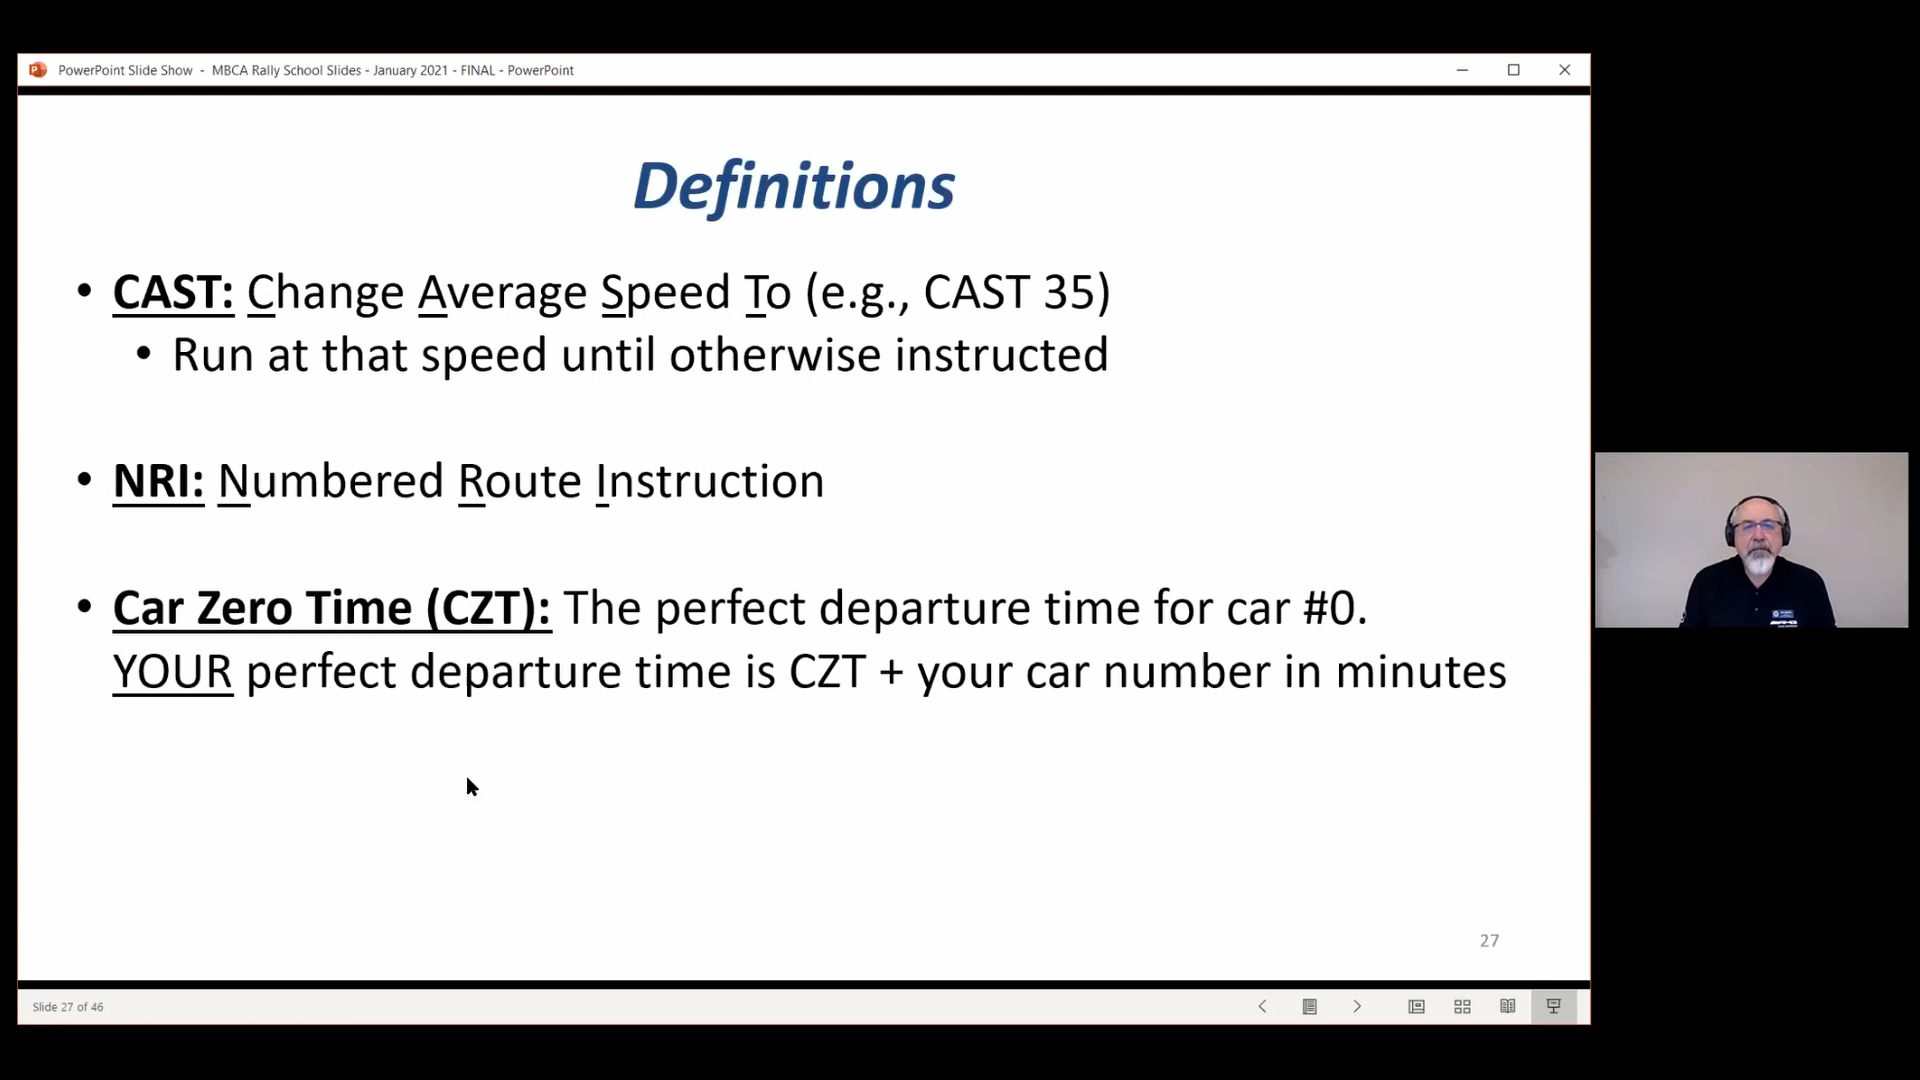 PowerPoint Slide Show - MBCA Rally School Slides - January 2021 - FINAL - PowerPoint
Definitions
• CAST: Change Average Speed To (e.g., CAST 35)
• Run at that speed until otherwise instructed
• NRI: Numbered Route Instruction
• Car Zero Time (CZT): The perfect departure time for car #0.
YOUR perfect departure time is CZT + your car number in minutes
27
Slide 27 of 46